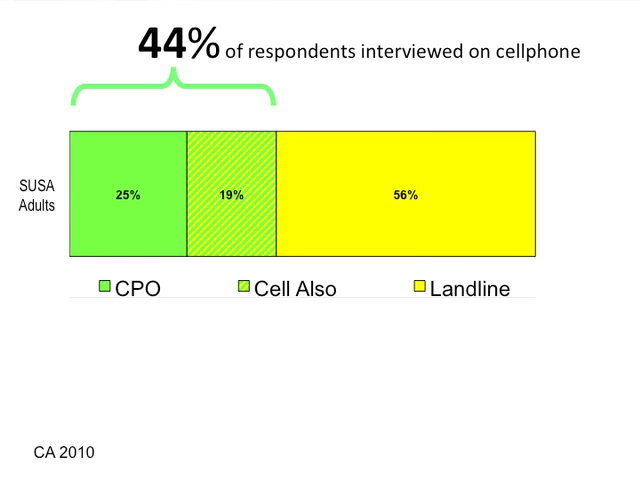 44% of respondents interviewed on cellphone
SUSA
Adults
25%
19%
56%
CPO
Cell Also
Landline
CA 2010